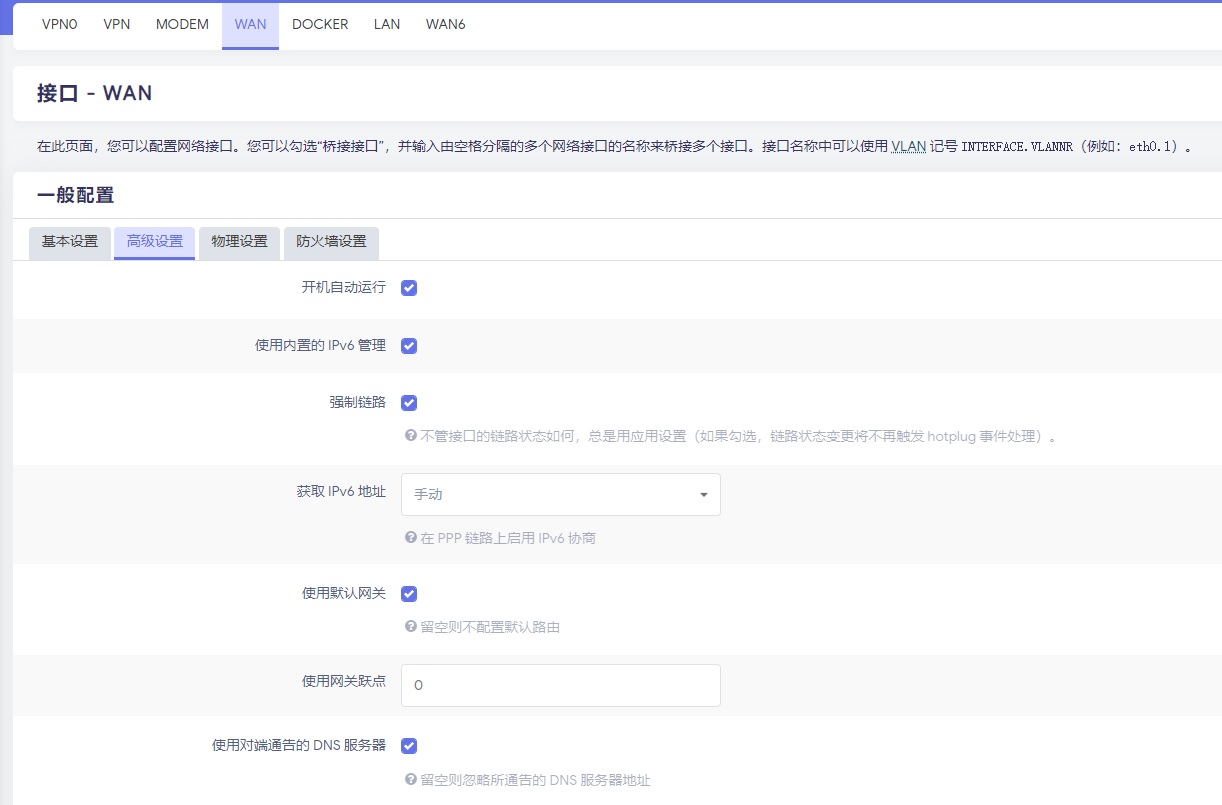 VPN0 VPN MODEM WAN DOCKER LAN WAN6
接口 - WAN
在此页面，您可以配置网络接口。您可以勾选“桥接接口”，并输入由空格分隔的多个网络接口的名称来桥接多个接口。接口名称中可以使用 VLAN 记号 INTERFACE.VLANNR（例如：eth0.1）。
一般配置
基本设置 高级设置 物理设置 防火墙设置
开机自动运行
使用内置的 IPv6 管理
强制链路
不管接口的链路状态如何，总是用应用设置（如果勾选，链路状态变更将不再触发 hotplug 事件处理）。
获取 IPv6 地址 手动
在 PPP 链路上启用 IPv6 协商
使用默认网关
留空则不配置默认路由
使用网关跃点 0
使用对端通告的 DNS 服务器
留空则忽略所通告的 DNS 服务器地址